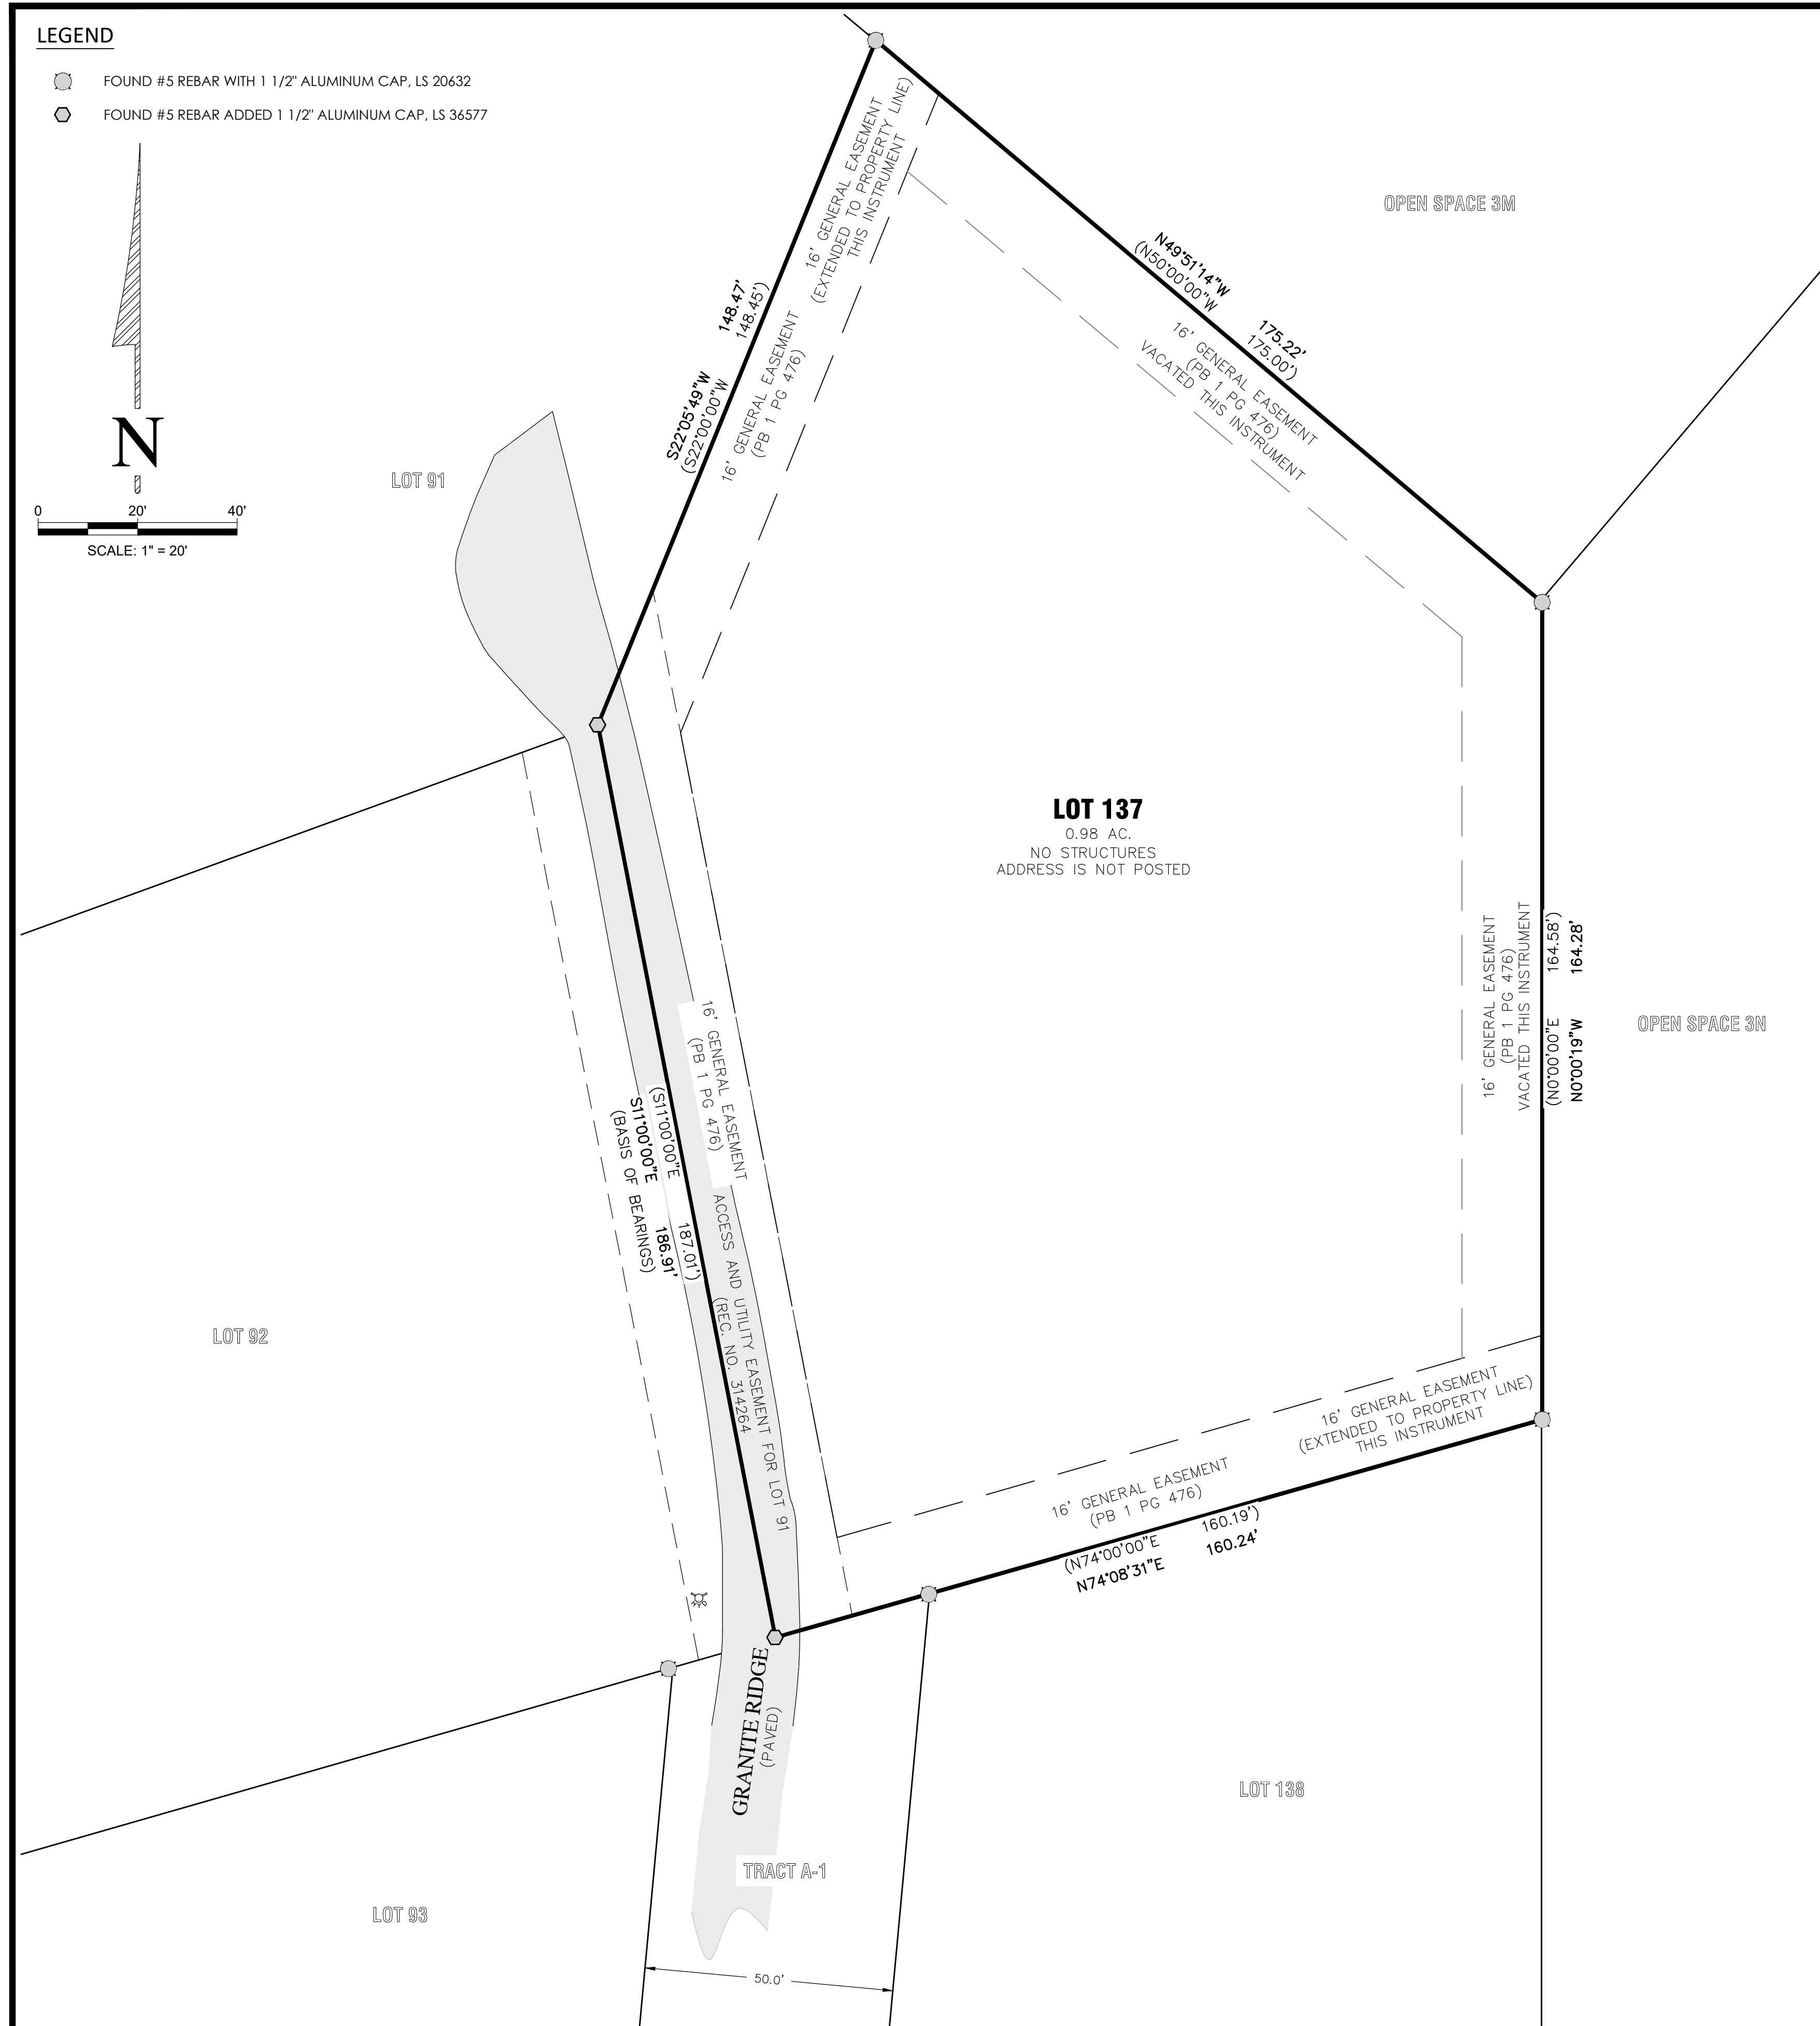 LEGEND
FOUND #5 REBAR WITH 1 1/2" ALUMINUM CAP, LS 20632
FOUND #5 REBAR ADDED 1 1/2" ALUMINUM CAP, LS 36577
N
0 20' 40'
SCALE: 1" = 20'
16' GENERAL EASEMENT
(EXTENDED TO PROPERTY LINE)
THIS INSTRUMENT
OPEN SPACE 3M
N49°51'14"W 175.22'
(N50°00'00"W 175.00')
16' GENERAL EASEMENT
(PB 1 PG 476)
VACATED THIS INSTRUMENT
S22°05'49"W 148.47'
(S22°00'00"W 148.45')
16' GENERAL EASEMENT
(PB 1 PG 476)
LOT 91
LOT 137
0.98 AC.
NO STRUCTURES
ADDRESS IS NOT POSTED
16' GENERAL EASEMENT
(PB 1 PG 476)
VACATED THIS INSTRUMENT
(N0°00'00"E 164.58')
N0°00'19"W 164.28'
OPEN SPACE 3N
16' GENERAL EASEMENT
(PB 1 PG 476)
(S11°00'00"E 187.01')
S11°00'00"E 186.91'
(BASIS OF BEARINGS)
ACCESS AND UTILITY EASEMENT FOR LOT 91
(REC. NO. 314264
LOT 92
16' GENERAL EASEMENT
(EXTENDED TO PROPERTY LINE)
THIS INSTRUMENT
16' GENERAL EASEMENT
(PB 1 PG 476)
(N74°00'00"E 160.19')
N74°08'31"E 160.24'
GRANITE RIDGE
(PAVED)
LOT 138
TRACT A-1
LOT 93
50.0'